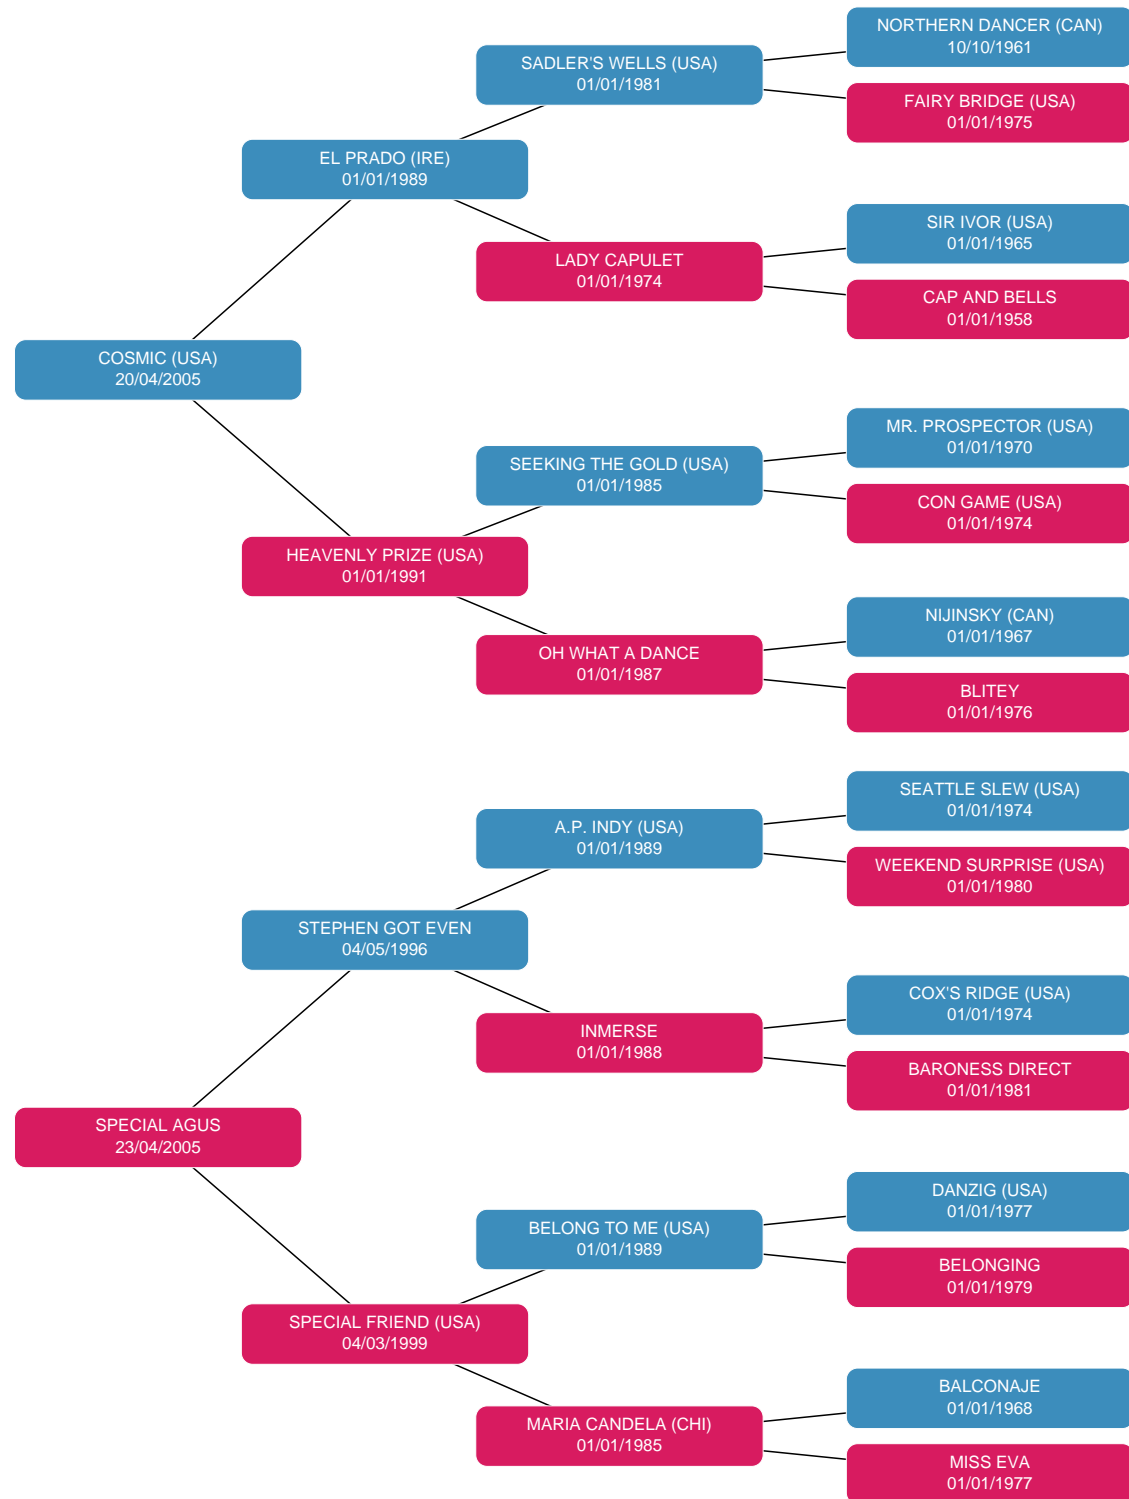 NORTHERN DANCER (CAN)
10/10/1961
SADLER'S WELLS (USA)
01/01/1981
FAIRY BRIDGE (USA)
01/01/1975
EL PRADO (IRE)
01/01/1989
SIR IVOR (USA)
01/01/1965
LADY CAPULET
01/01/1974
CAP AND BELLS
01/01/1958
COSMIC (USA)
20/04/2005
MR. PROSPECTOR (USA)
01/01/1970
SEEKING THE GOLD (USA)
01/01/1985
CON GAME (USA)
01/01/1974
HEAVENLY PRIZE (USA)
01/01/1991
NIJINSKY (CAN)
01/01/1967
OH WHAT A DANCE
01/01/1987
BLITEY
01/01/1976
SEATTLE SLEW (USA)
01/01/1974
A.P. INDY (USA)
01/01/1989
WEEKEND SURPRISE (USA)
01/01/1980
STEPHEN GOT EVEN
04/05/1996
COX'S RIDGE (USA)
01/01/1974
INMERSE
01/01/1988
BARONESS DIRECT
01/01/1981
SPECIAL AGUS
23/04/2005
DANZIG (USA)
01/01/1977
BELONG TO ME (USA)
01/01/1989
BELONGING
01/01/1979
SPECIAL FRIEND (USA)
04/03/1999
BALCONAJE
01/01/1968
MARIA CANDELA (CHI)
01/01/1985
MISS EVA
01/01/1977